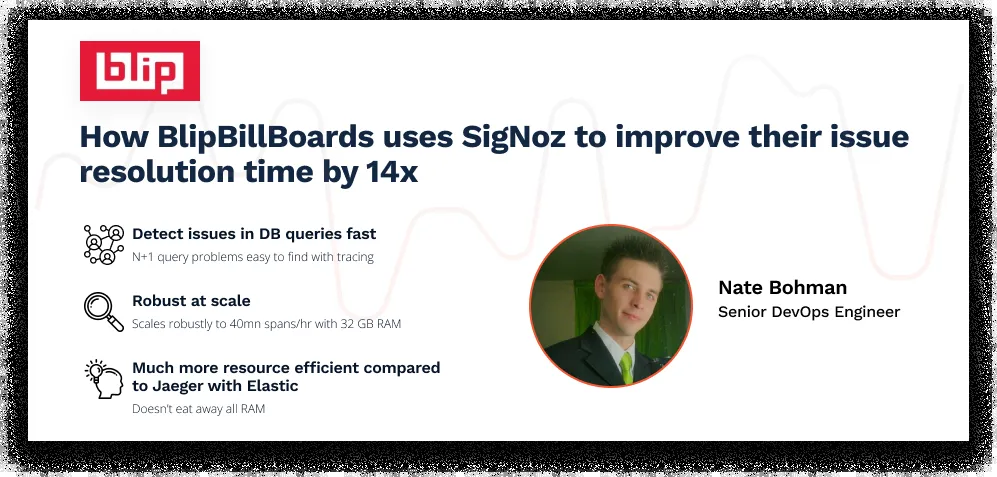 blip
How BlipBillBoards uses SigNoz to improve their issue
resolution time by 14x
Detect issues in DB queries fast
N+1 query problems easy to find with tracing
Robust at scale
Scales robustly to 40mn spans/hr with 32 GB RAM
Much more resource efficient compared
to Jaeger with Elastic
Doesn't eat away all RAM
Nate Bohman
Senior DevOps Engineer